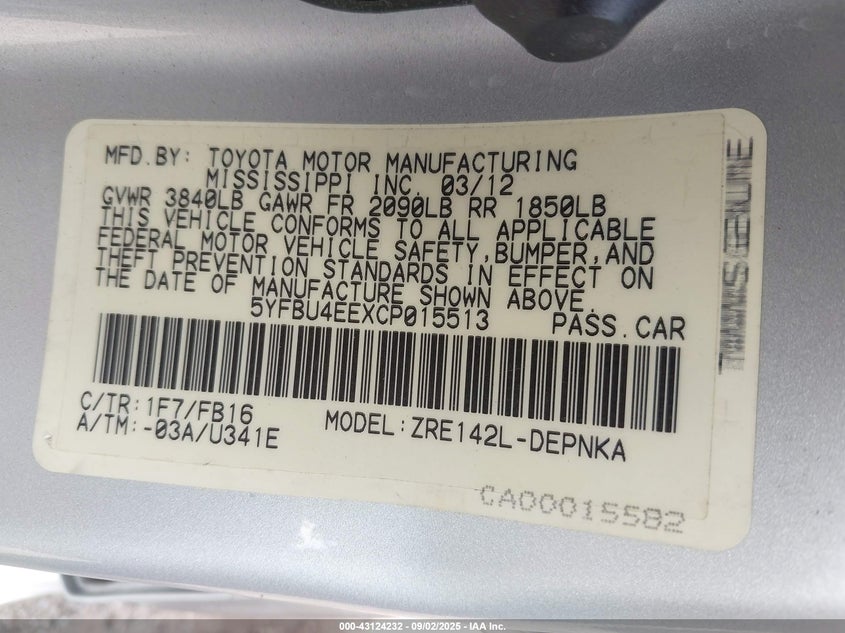 MFD.BY: TOYOTA MOTOR MANUFACTURING
MISSISSIPPI INC. 03/12
GVWR 3840LB GAWR FR 2090LB RR 1850LB
THIS VEHICLE CONFORMS TO ALL APPLICABLE
FEDERAL MOTOR VEHICLE SAFETY,BUMPER,AND
THEFT PREVENTION STANDARDS IN EFFECT ON
THE DATE OF MANUFACTURE SHOWN ABOVE.
5YFBU4EEXCP015513 PASS.CAR
C/TR:1F7/FB16
A/TM:-03A/U341E
MODEL:ZRE142L-DEPNKA
CA00015582
000-43124232 - 09/02/2025 - IAA Inc.